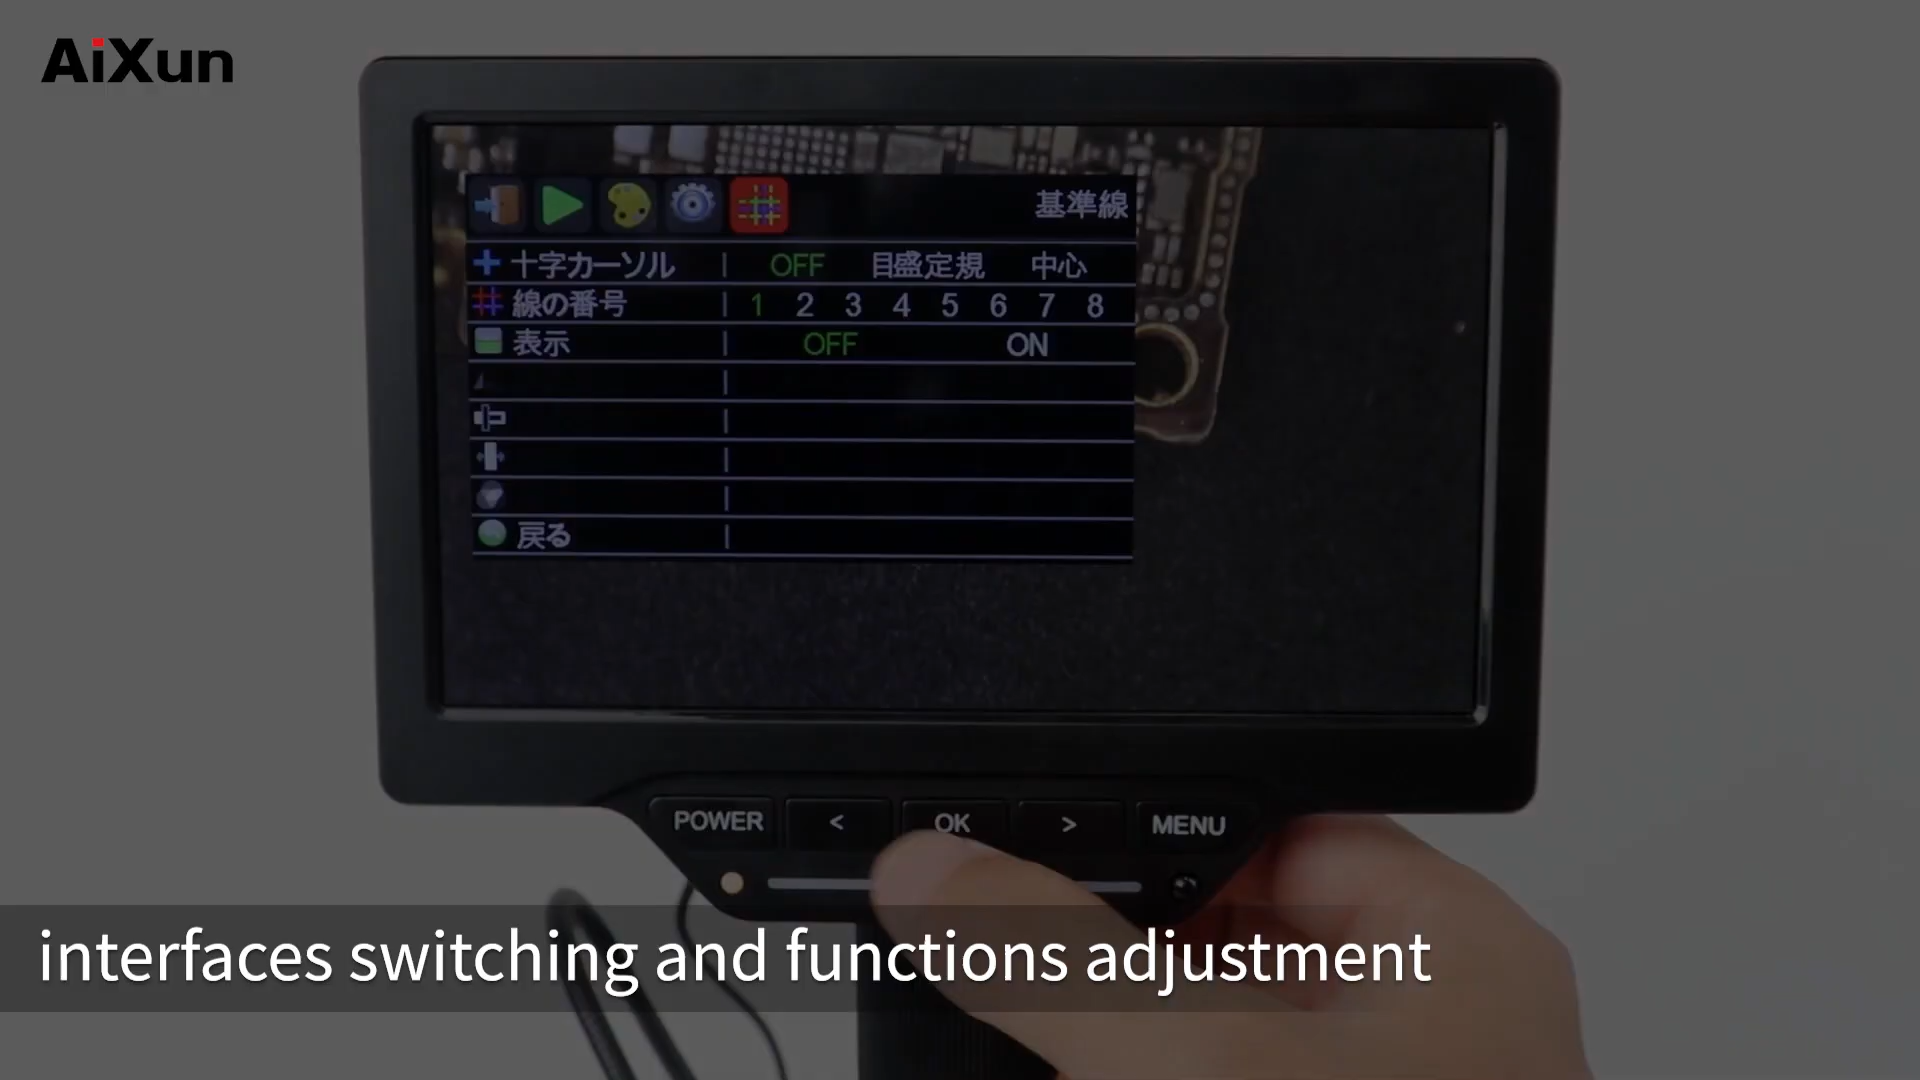 AiXun
基準線
十字カーソル | OFF 目盛定規 中心
線の番号 | 1 2 3 4 5 6 7 8
表示 | OFF ON
戻る |
POWER < OK > MENU
interfaces switching and functions adjustment